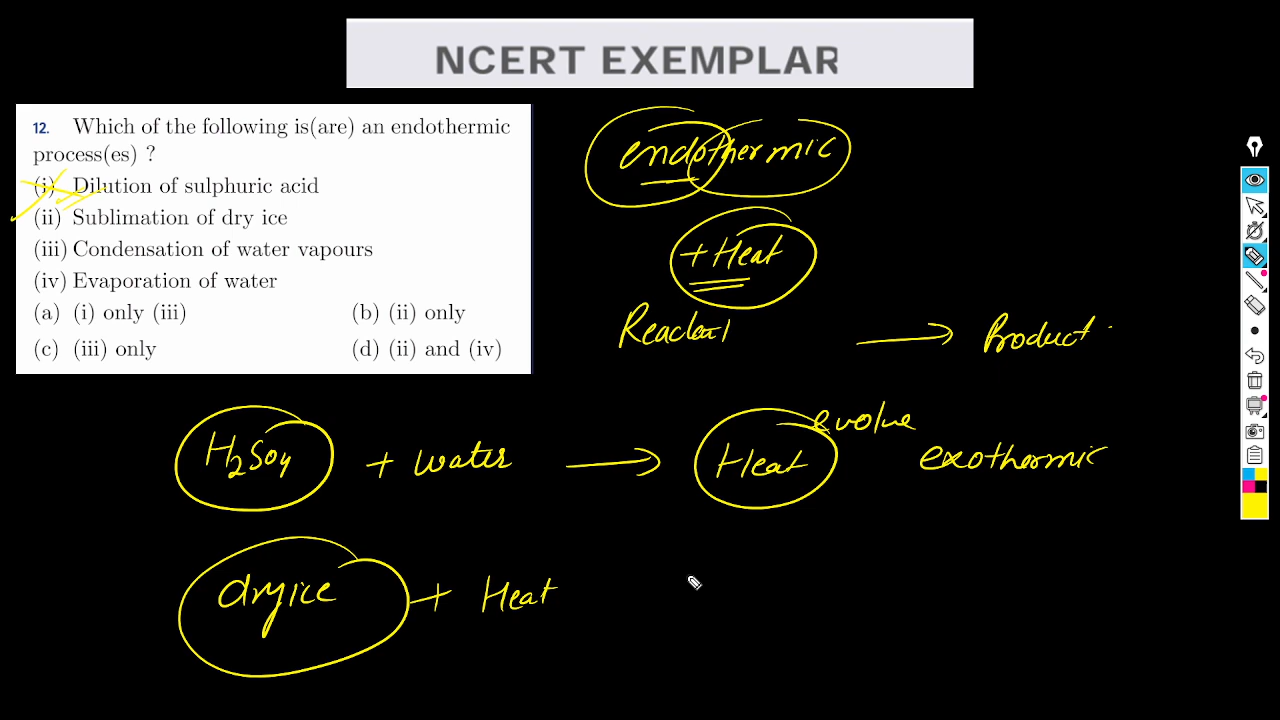 NCERT EXEMPLAR
12. Which of the following is(are) an endothermic
process(es) ?
(i) Dilution of sulphuric acid
(ii) Sublimation of dry ice
(iii) Condensation of water vapours
(iv) Evaporation of water
(a) (i) only (iii) (b) (ii) only
(c) (iii) only (d) (ii) and (iv)
endothermic
+ Heat
Reactant → Product
H2SO4 + water → Heat evolve exothermic
dryice + Heat